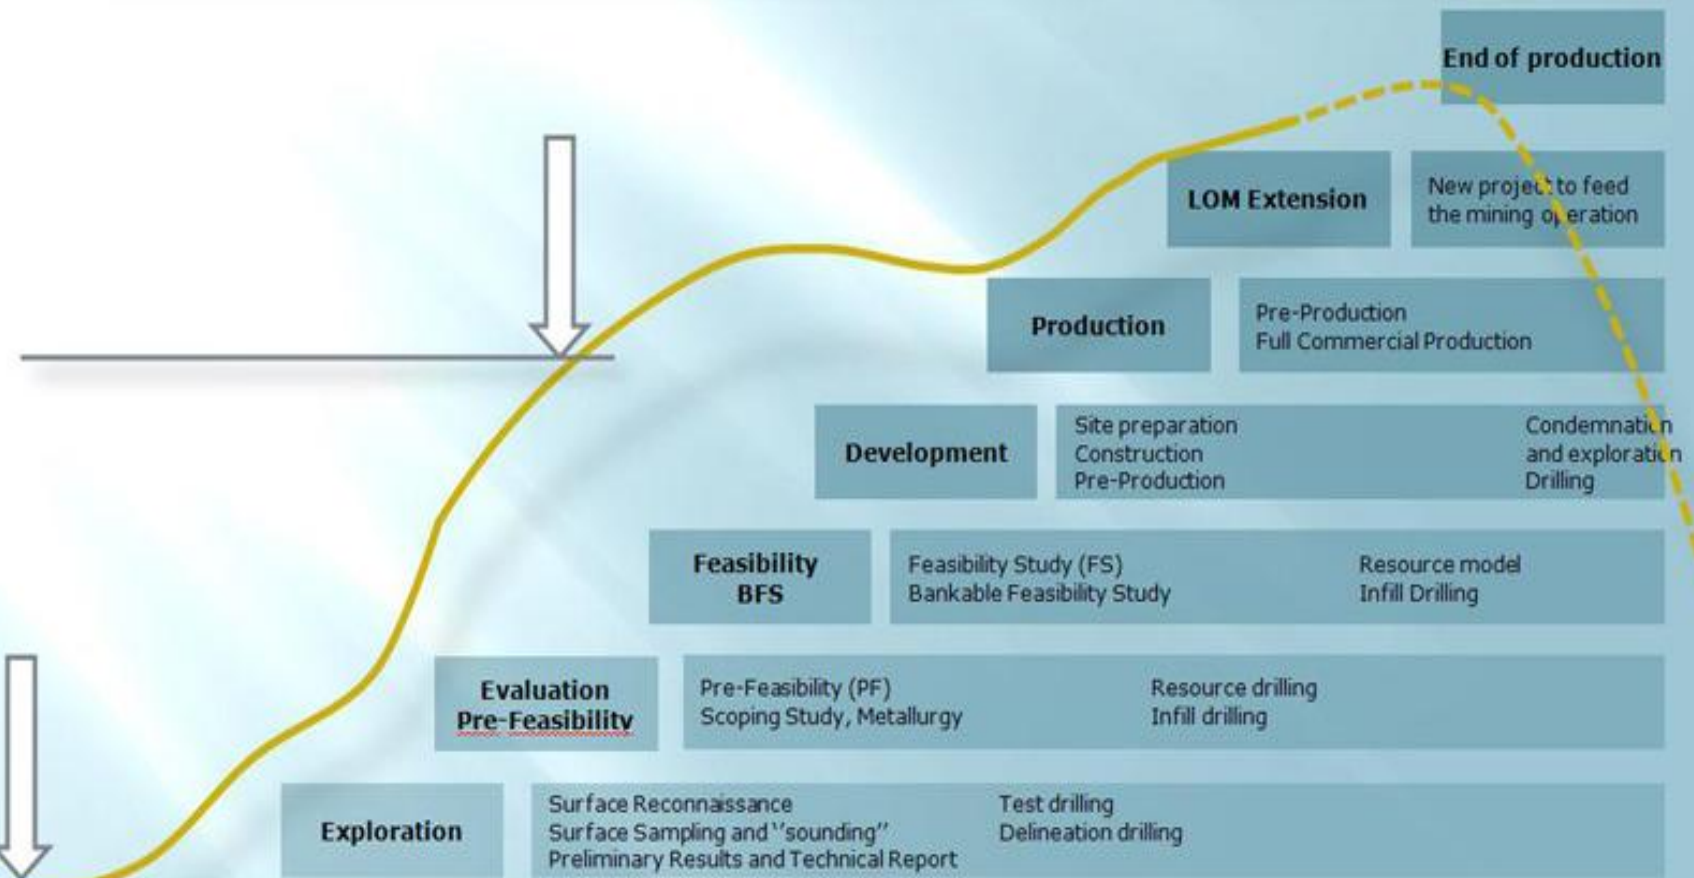 End of production
LOM Extension
New project to feed
the mining operation
Production
Pre-Production
Full Commercial Production
Development
Site preparation
Construction
Pre-Production
Condemnation
and exploration
Drilling
Feasibility
BFS
Feasibility Study (FS)
Bankable Feasibility Study
Resource model
Infill Drilling
Evaluation
Pre-Feasibility
Pre-Feasibility (PF)
Scoping Study, Metallurgy
Resource drilling
Infill drilling
Exploration
Surface Reconnaissance
Surface Sampling and ‘’sounding’’
Preliminary Results and Technical Report
Test drilling
Delineation drilling